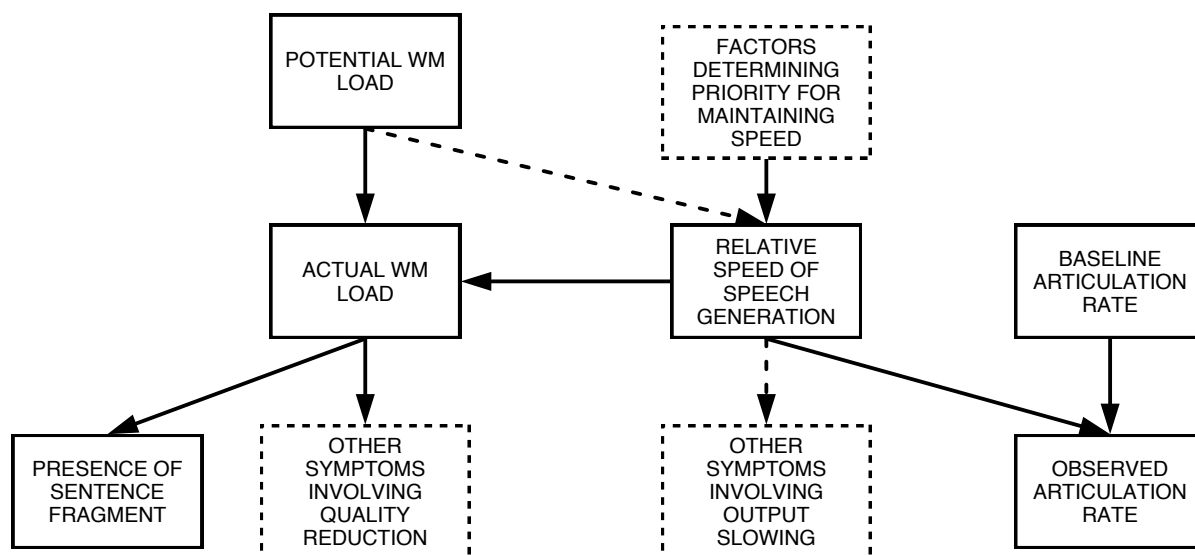 POTENTIAL WM
LOAD
FACTORS
DETERMINING
PRIORITY FOR
MAINTAINING
SPEED
ACTUAL WM
LOAD
RELATIVE
SPEED OF
SPEECH
GENERATION
BASELINE
ARTICULATION
RATE
PRESENCE OF
SENTENCE
FRAGMENT
OTHER
SYMPTOMS
INVOLVING
QUALITY
REDUCTION
OTHER
SYMPTOMS
INVOLVING
OUTPUT
SLOWING
OBSERVED
ARTICULATION
RATE